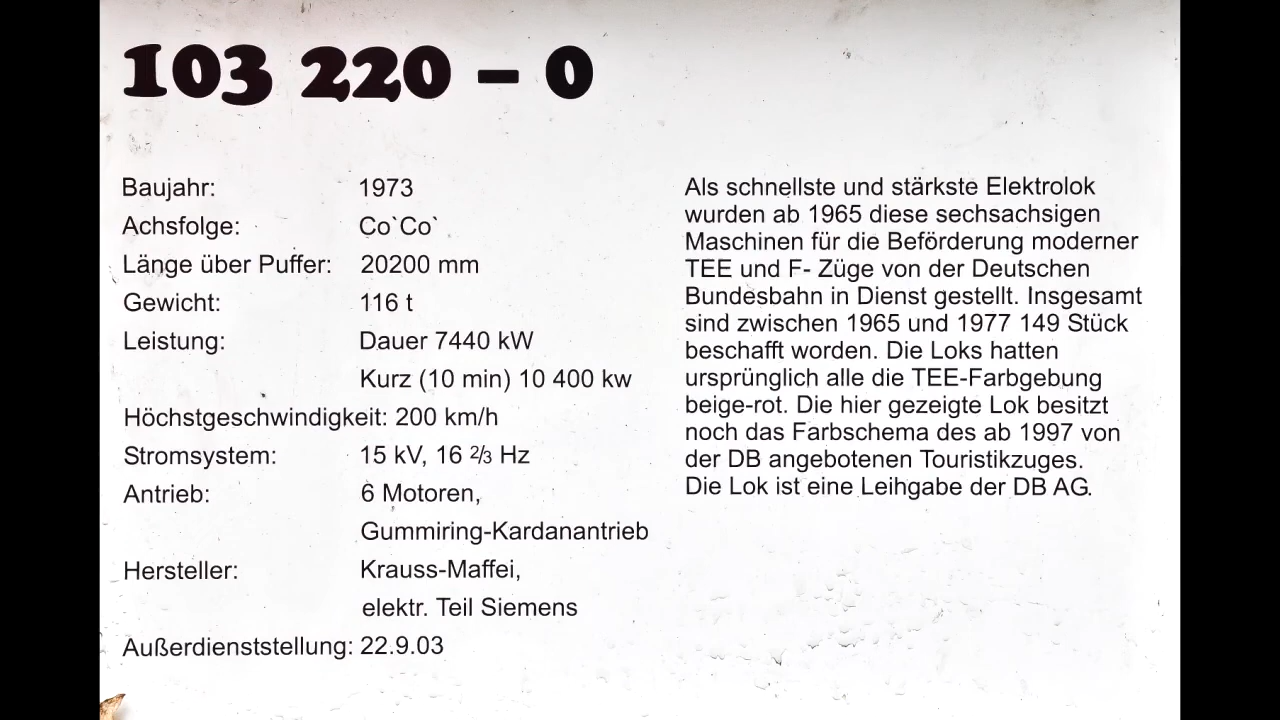 103 220 – 0
Baujahr: 1973
Achsfolge: Co`Co`
Länge über Puffer: 20200 mm
Gewicht: 116 t
Leistung: Dauer 7440 kW
Kurz (10 min) 10 400 kw
Höchstgeschwindigkeit: 200 km/h
Stromsystem: 15 kV, 16 2/3 Hz
Antrieb: 6 Motoren,
Gummiring-Kardanantrieb
Hersteller: Krauss-Maffei,
elektr. Teil Siemens
Außerdienststellung: 22.9.03
Als schnellste und stärkste Elektrolok
wurden ab 1965 diese sechsachsigen
Maschinen für die Beförderung moderner
TEE und F- Züge von der Deutschen
Bundesbahn in Dienst gestellt. Insgesamt
sind zwischen 1965 und 1977 149 Stück
beschafft worden. Die Loks hatten
ursprünglich alle die TEE-Farbgebung
beige-rot. Die hier gezeigte Lok besitzt
noch das Farbschema des ab 1997 von
der DB angebotenen Touristikzuges.
Die Lok ist eine Leihgabe der DB AG.